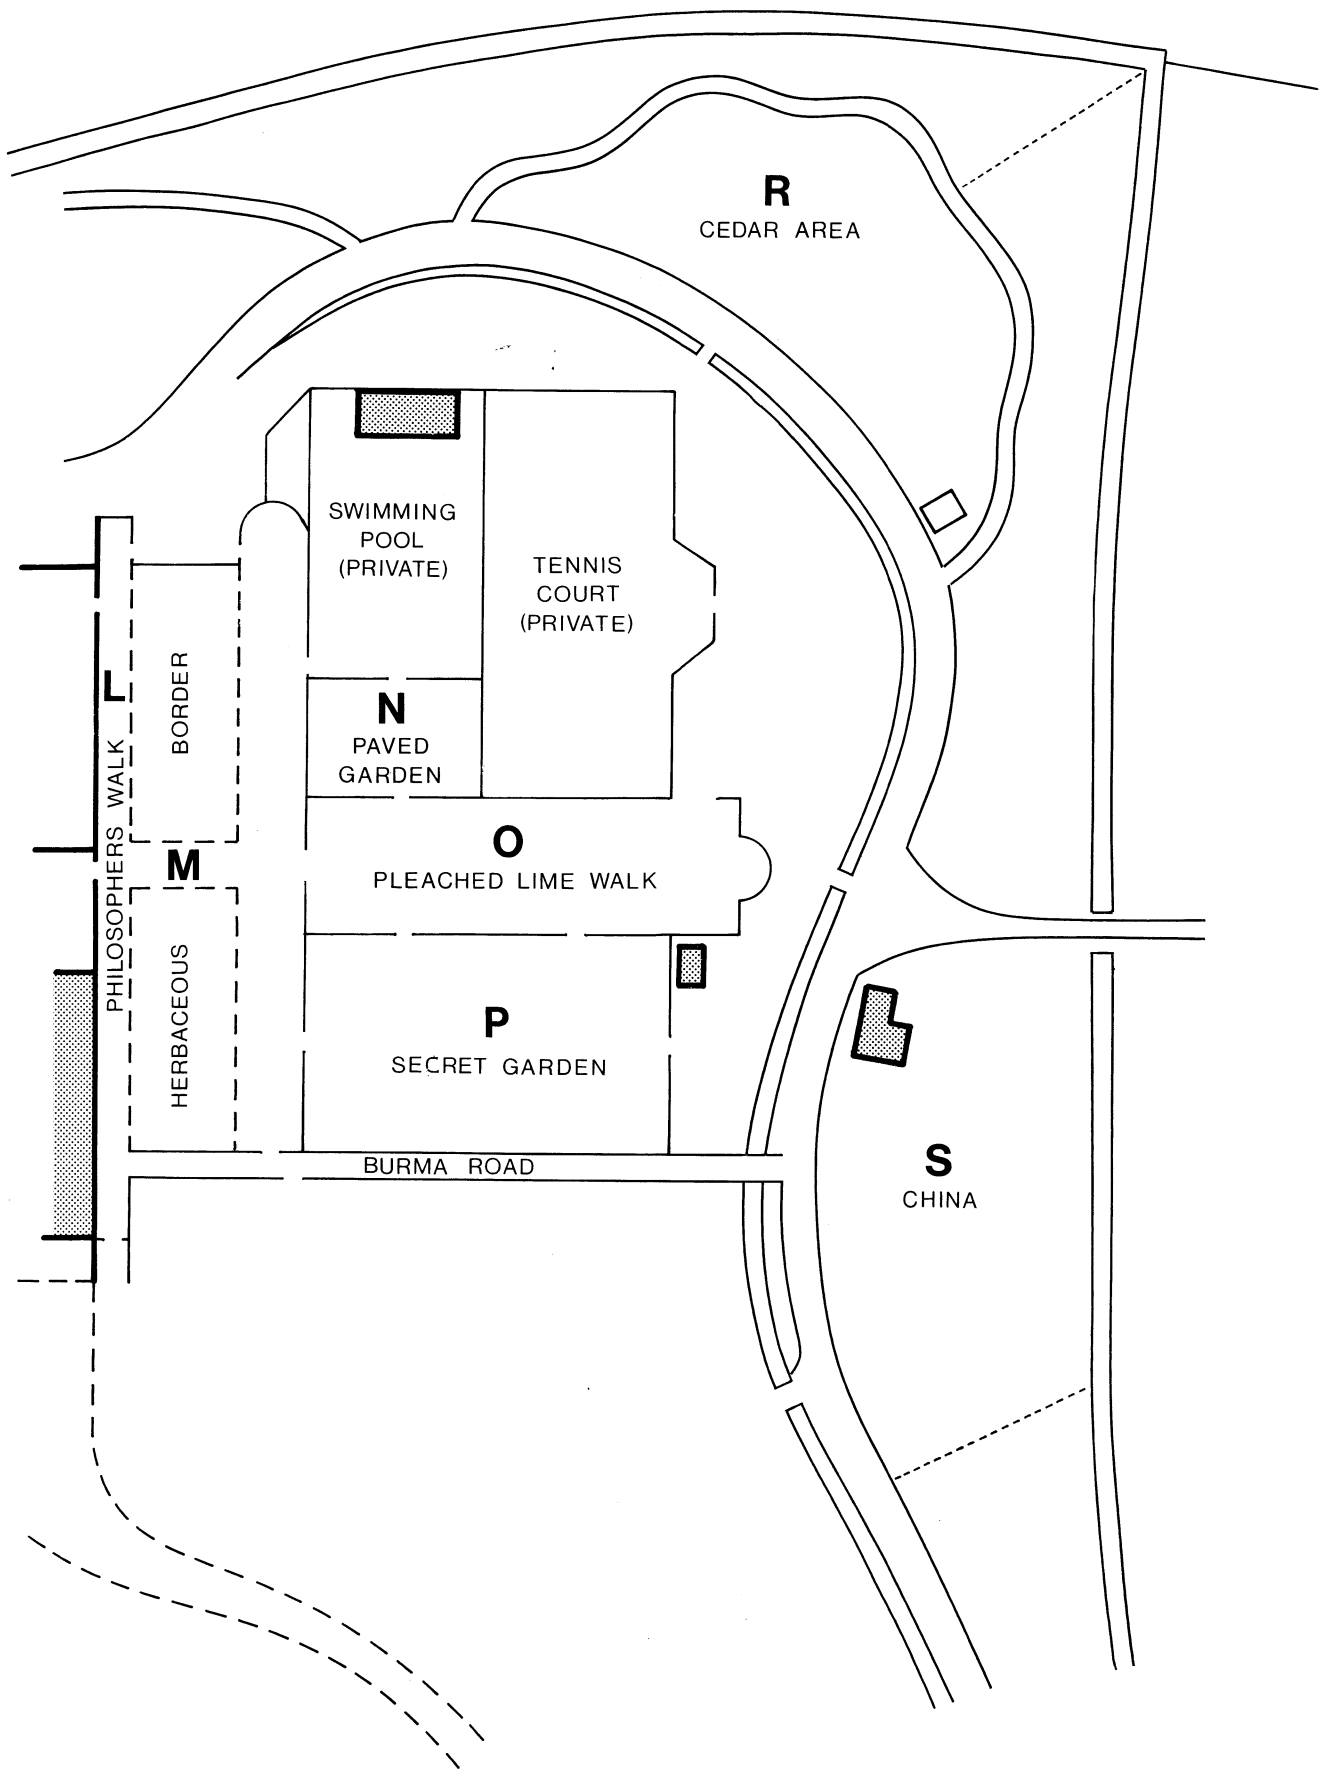 R
CEDAR AREA
SWIMMING
POOL
(PRIVATE)
TENNIS
COURT
(PRIVATE)
L
PHILOSOPHERS WALK
BORDER
N
PAVED
GARDEN
M
O
PLEACHED LIME WALK
HERBACEOUS
P
SECRET GARDEN
BURMA ROAD
S
CHINA